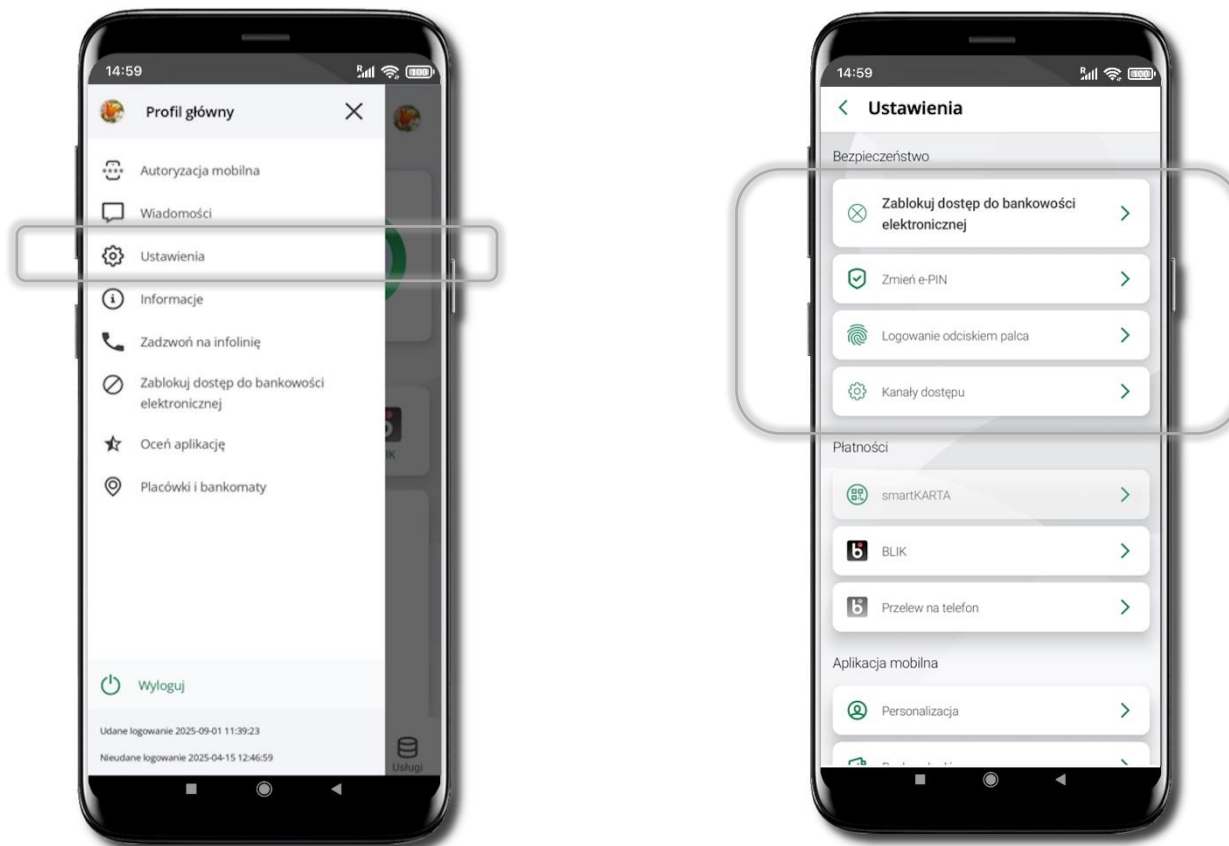 14:59
Profil główny
Autoryzacja mobilna
Wiadomości
Ustawienia
Informacje
Zadzwoń na infolinię
Zablokuj dostęp do bankowości
elektronicznej
Oceń aplikację
Placówki i bankomaty
Wyloguj
Udane logowanie 2025-09-01 11:39:23
Nieudane logowanie 2025-04-15 12:46:59
Usługi
14:59
Ustawienia
Bezpieczeństwo
Zablokuj dostęp do bankowości
elektronicznej
Zmień e-PIN
Logowanie odciskiem palca
Kanały dostępu
Płatności
smartKARTA
BLIK
Przelew na telefon
Aplikacja mobilna
Personalizacja